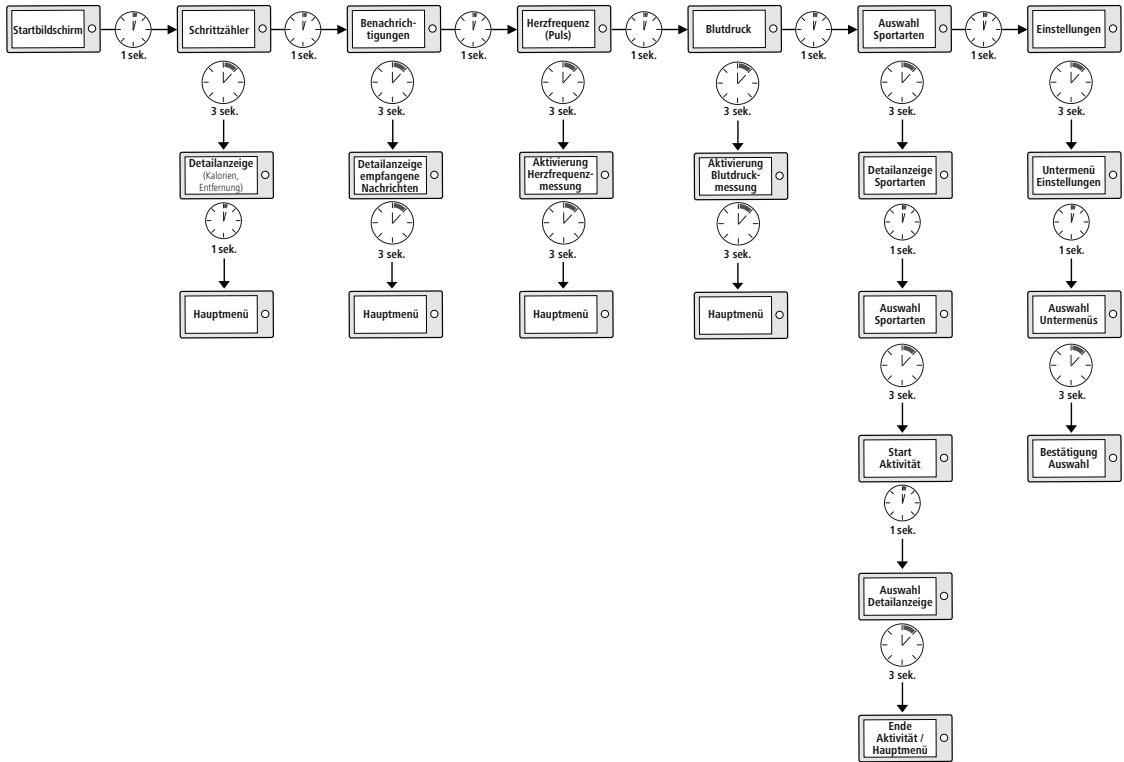 Startbildschirm
1 sek.
Schrittzähler
1 sek.
Benachrich-
tigungen
1 sek.
Herzfrequenz
(Puls)
1 sek.
Blutdruck
1 sek.
Auswahl
Sportarten
1 sek.
Einstellungen
3 sek.
3 sek.
3 sek.
3 sek.
3 sek.
3 sek.
Detailanzeige
(Kalorien,
Entfernung)
Detailanzeige
empfangene
Nachrichten
Aktivierung
Herzfrequenz-
messung
Aktivierung
Blutdruck-
messung
Detailanzeige
Sportarten
Untermenü
Einstellungen
1 sek.
3 sek.
3 sek.
3 sek.
1 sek.
1 sek.
Hauptmenü
Hauptmenü
Hauptmenü
Hauptmenü
Auswahl
Sportarten
Auswahl
Untermenüs
3 sek.
3 sek.
Start
Aktivität
Bestätigung
Auswahl
1 sek.
Auswahl
Detailanzeige
3 sek.
Ende
Aktivität /
Hauptmenü